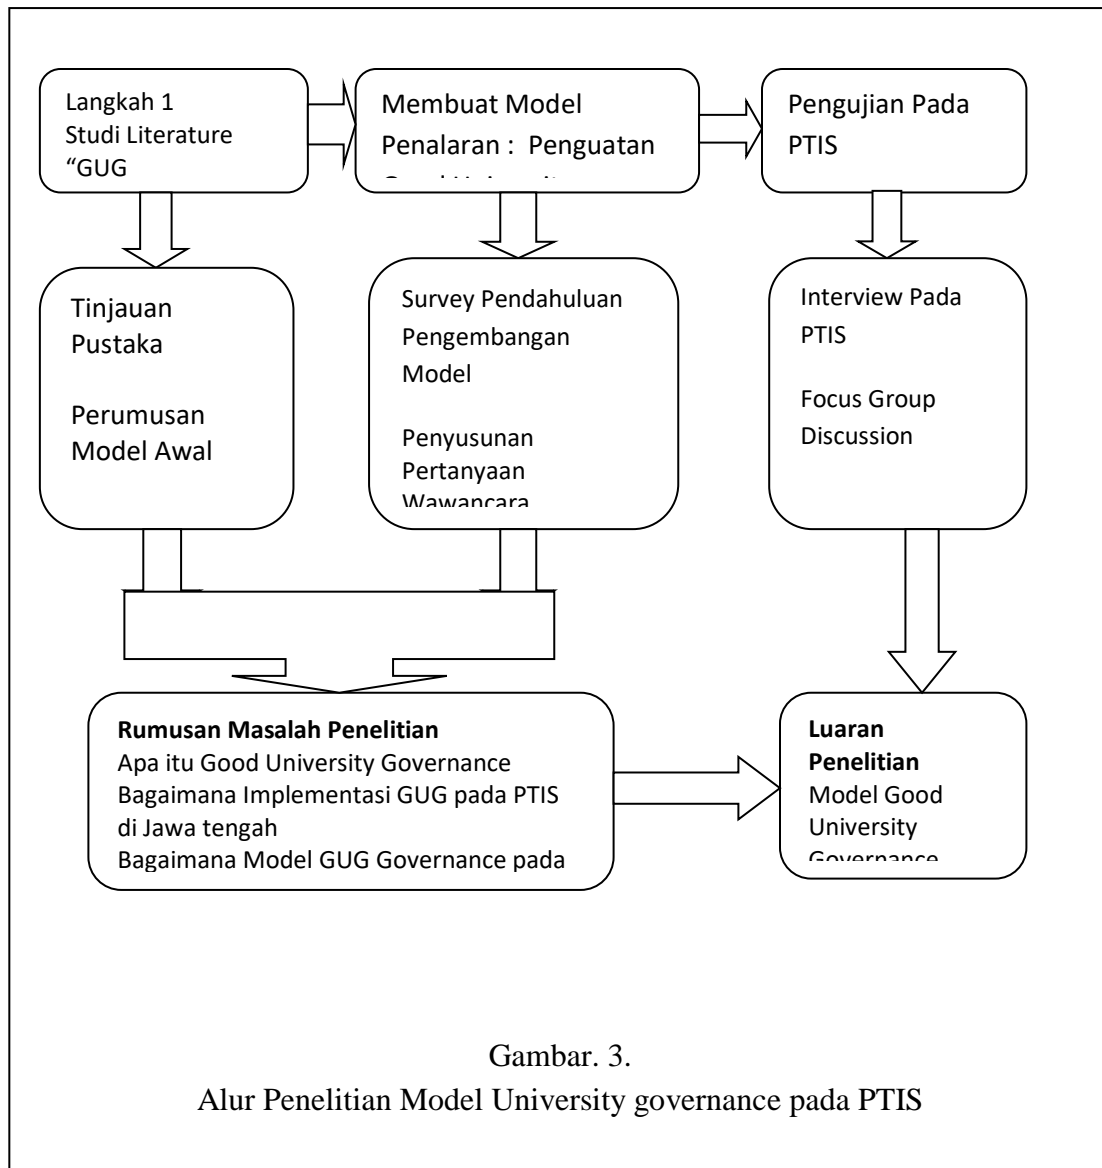 Langkah 1
Studi Literature
“GUG
Membuat Model
Penalaran : Penguatan
Pengujian Pada
PTIS
Tinjauan
Pustaka
Perumusan
Model Awal
Survey Pendahuluan
Pengembangan
Model
Penyusunan
Pertanyaan
Wawancara
Interview Pada
PTIS
Focus Group
Discussion
Rumusan Masalah Penelitian
Apa itu Good University Governance
Bagaimana Implementasi GUG pada PTIS
di Jawa tengah
Bagaimana Model GUG Governance pada
Luaran
Penelitian
Model Good
University
Governance
Gambar. 3.
Alur Penelitian Model University governance pada PTIS